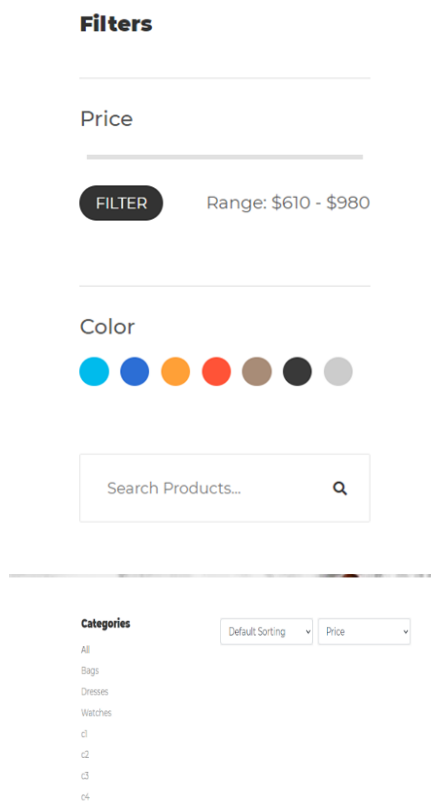 Filters
Price
FILTER Range: $610 - $980
Color
Search Products...
Categories
Default Sorting Price
All
Bags
Dresses
Watches
c1
c2
c3
c4